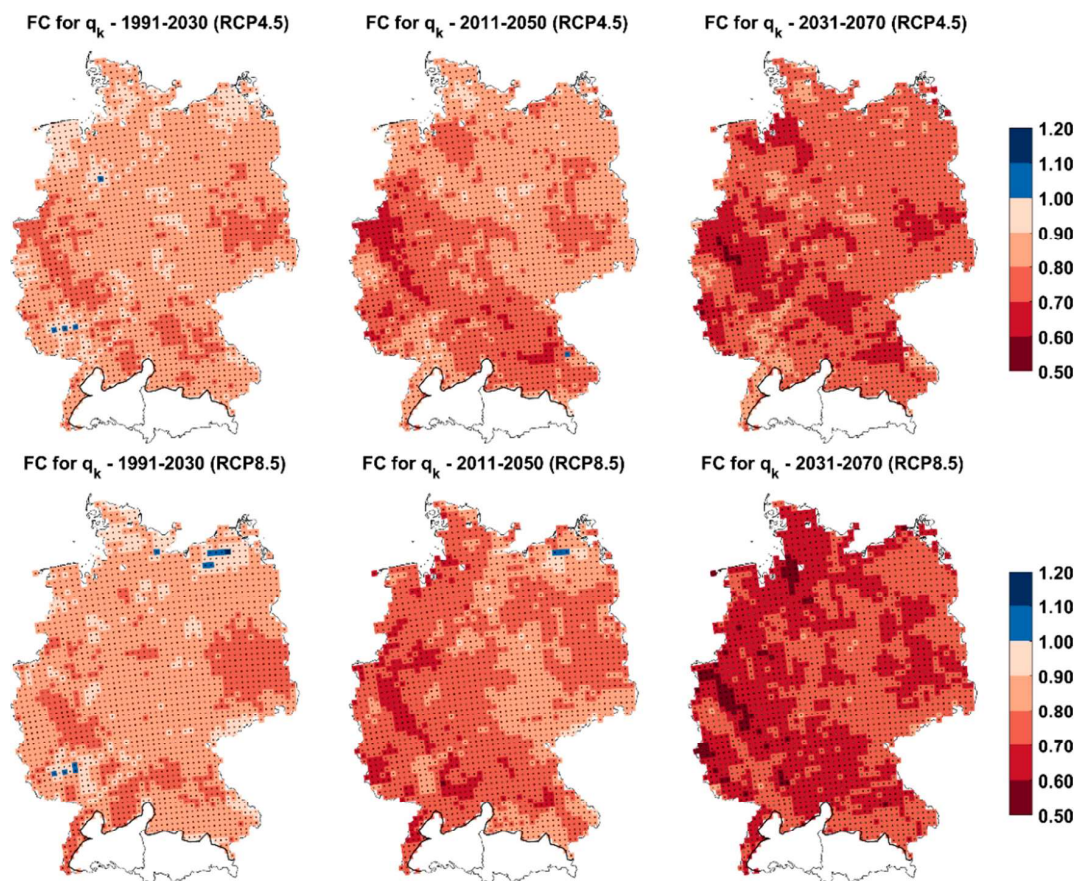 FC for qk - 1991-2030 (RCP4.5)
FC for qk - 2011-2050 (RCP4.5)
FC for qk - 2031-2070 (RCP4.5)
1.20
1.10
1.00
0.90
0.80
0.70
0.60
0.50
FC for qk - 1991-2030 (RCP8.5)
FC for qk - 2011-2050 (RCP8.5)
FC for qk - 2031-2070 (RCP8.5)
1.20
1.10
1.00
0.90
0.80
0.70
0.60
0.50